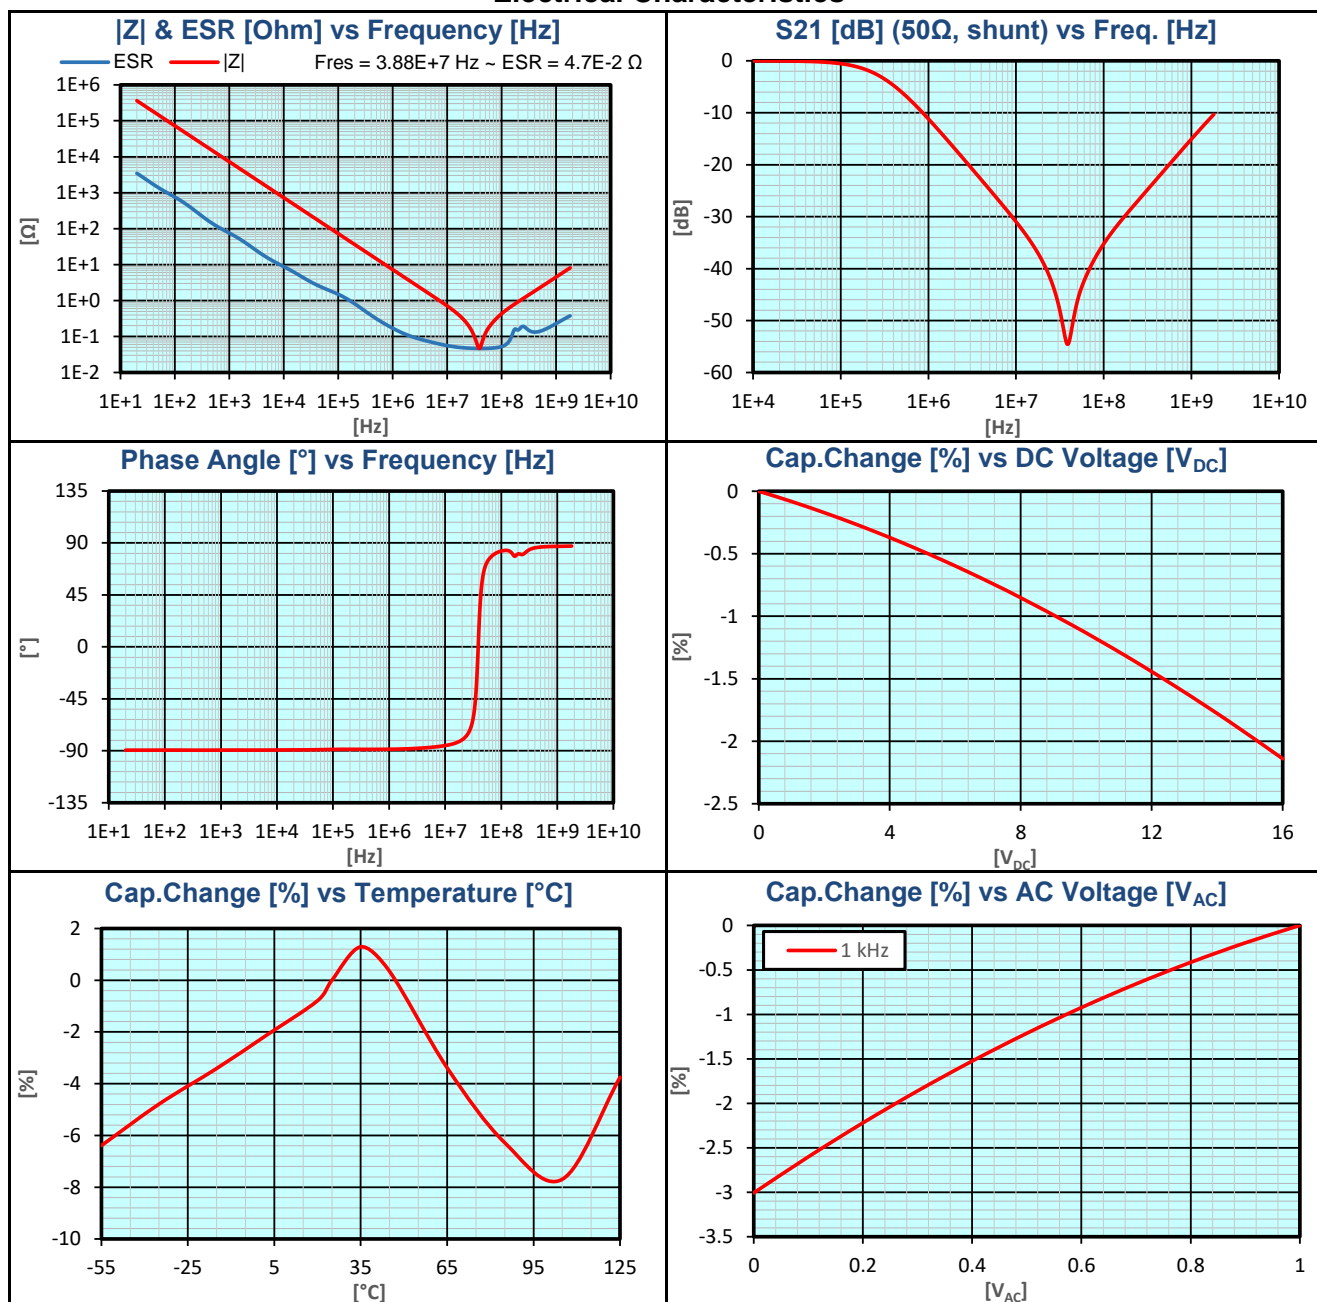 |Z| & ESR [Ohm] vs Frequency [Hz]
ESR |Z| Fres = 3.88E+7 Hz ~ ESR = 4.7E-2 Ω
1E+6
1E+5
1E+4
1E+3
1E+2
1E+1
1E+0
1E-1
1E-2
[Ω]
1E+1 1E+2 1E+3 1E+4 1E+5 1E+6 1E+7 1E+8 1E+9 1E+10
[Hz]
S21 [dB] (50Ω, shunt) vs Freq. [Hz]
0
-10
-20
-30
-40
-50
-60
[dB]
1E+4 1E+5 1E+6 1E+7 1E+8 1E+9 1E+10
[Hz]
Phase Angle [°] vs Frequency [Hz]
135
90
45
0
-45
-90
-135
[°]
1E+1 1E+2 1E+3 1E+4 1E+5 1E+6 1E+7 1E+8 1E+9 1E+10
[Hz]
Cap.Change [%] vs DC Voltage [VDC]
0
-0.5
-1
-1.5
-2
-2.5
[%]
0 4 8 12 16
[VDC]
Cap.Change [%] vs Temperature [°C]
2
0
-2
-4
-6
-8
-10
[%]
-55 -25 5 35 65 95 125
[°C]
Cap.Change [%] vs AC Voltage [VAC]
1 kHz
0
-0.5
-1
-1.5
-2
-2.5
-3
-3.5
[%]
0 0.2 0.4 0.6 0.8 1
[VAC]